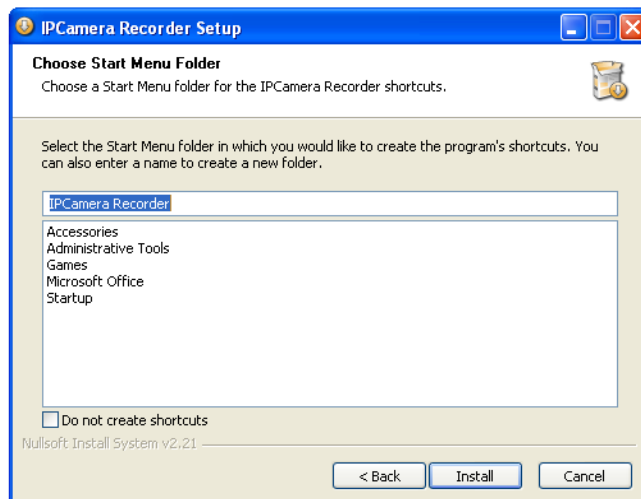 IPCamera Recorder Setup
Choose Start Menu Folder
Choose a Start Menu folder for the IPCamera Recorder shortcuts.
Select the Start Menu folder in which you would like to create the program's shortcuts. You
can also enter a name to create a new folder.
IPCamera Recorder
Accessories
Administrative Tools
Games
Microsoft Office
Startup
Do not create shortcuts
Nullsoft Install System v2.21
< Back Install Cancel